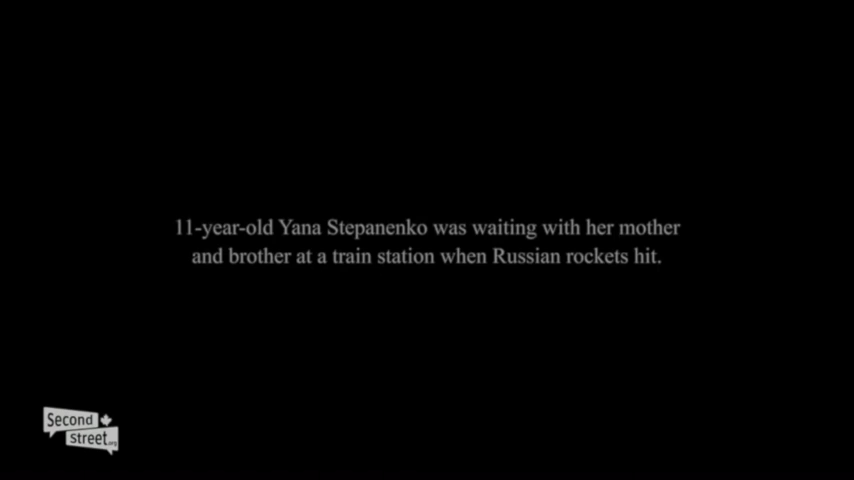 11-year-old Yana Stepanenko was waiting with her mother
and brother at a train station when Russian rockets hit.
Second
street.org